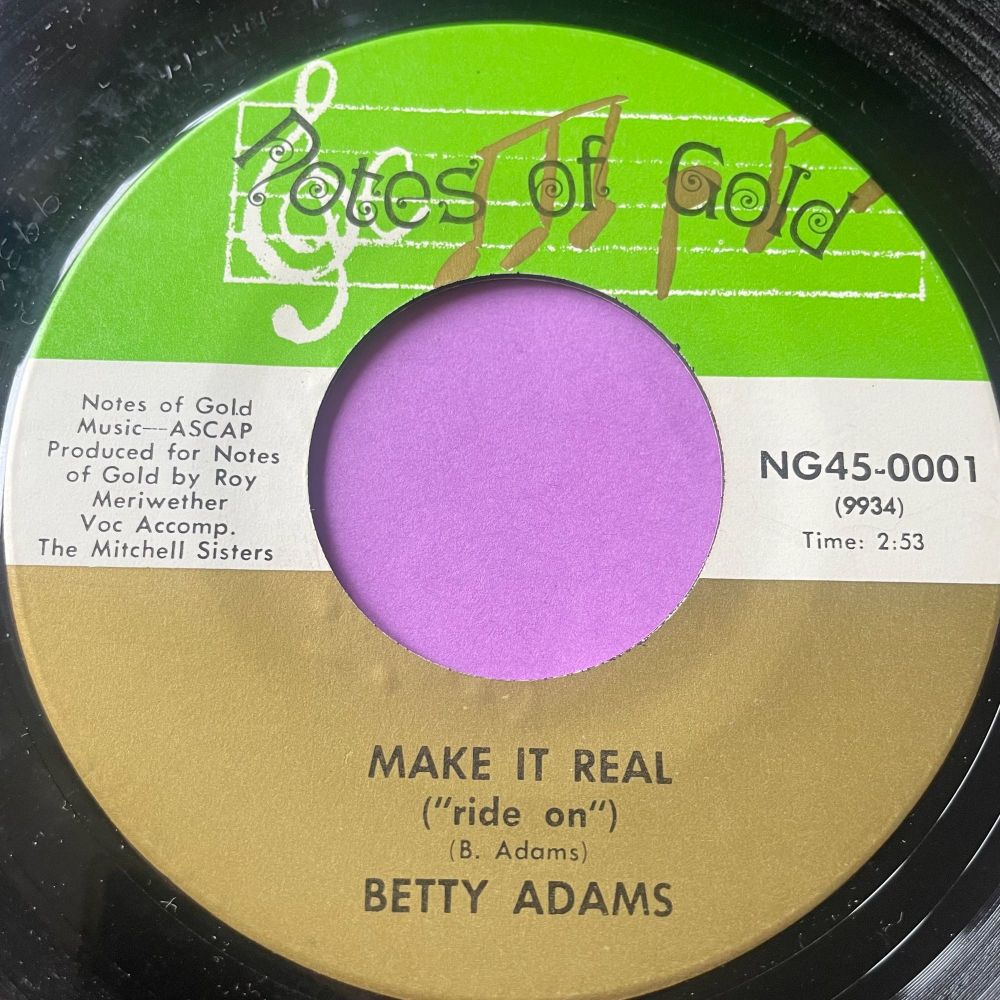 Notes of Gold
Notes of Gold
Music—ASCAP
Produced for Notes
of Gold by Roy
Meriwether
Voc Accomp.
The Mitchell Sisters
NG45-0001
(9934)
Time: 2:53
MAKE IT REAL
("ride on")
(B. Adams)
BETTY ADAMS